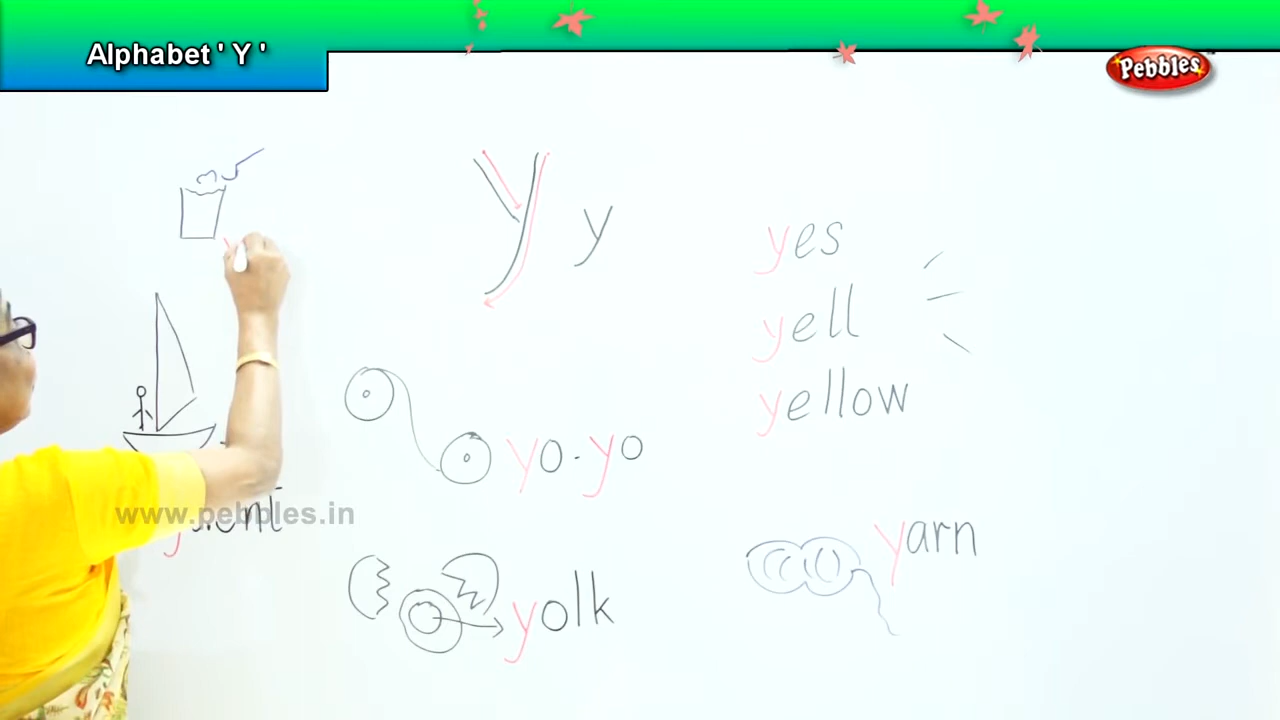 Alphabet ' Y '
Pebbles
Y y
yes
yell
yellow
yo-yo
www.pebbles.in
yarn
yolk